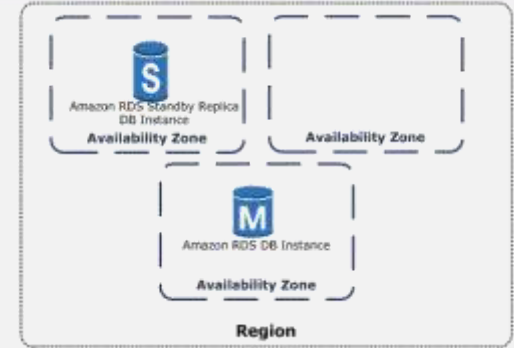 S
Amazon RDS Standby Replica
DB Instance
Availability Zone
Availability Zone
M
Amazon RDS DB Instance
Availability Zone
Region